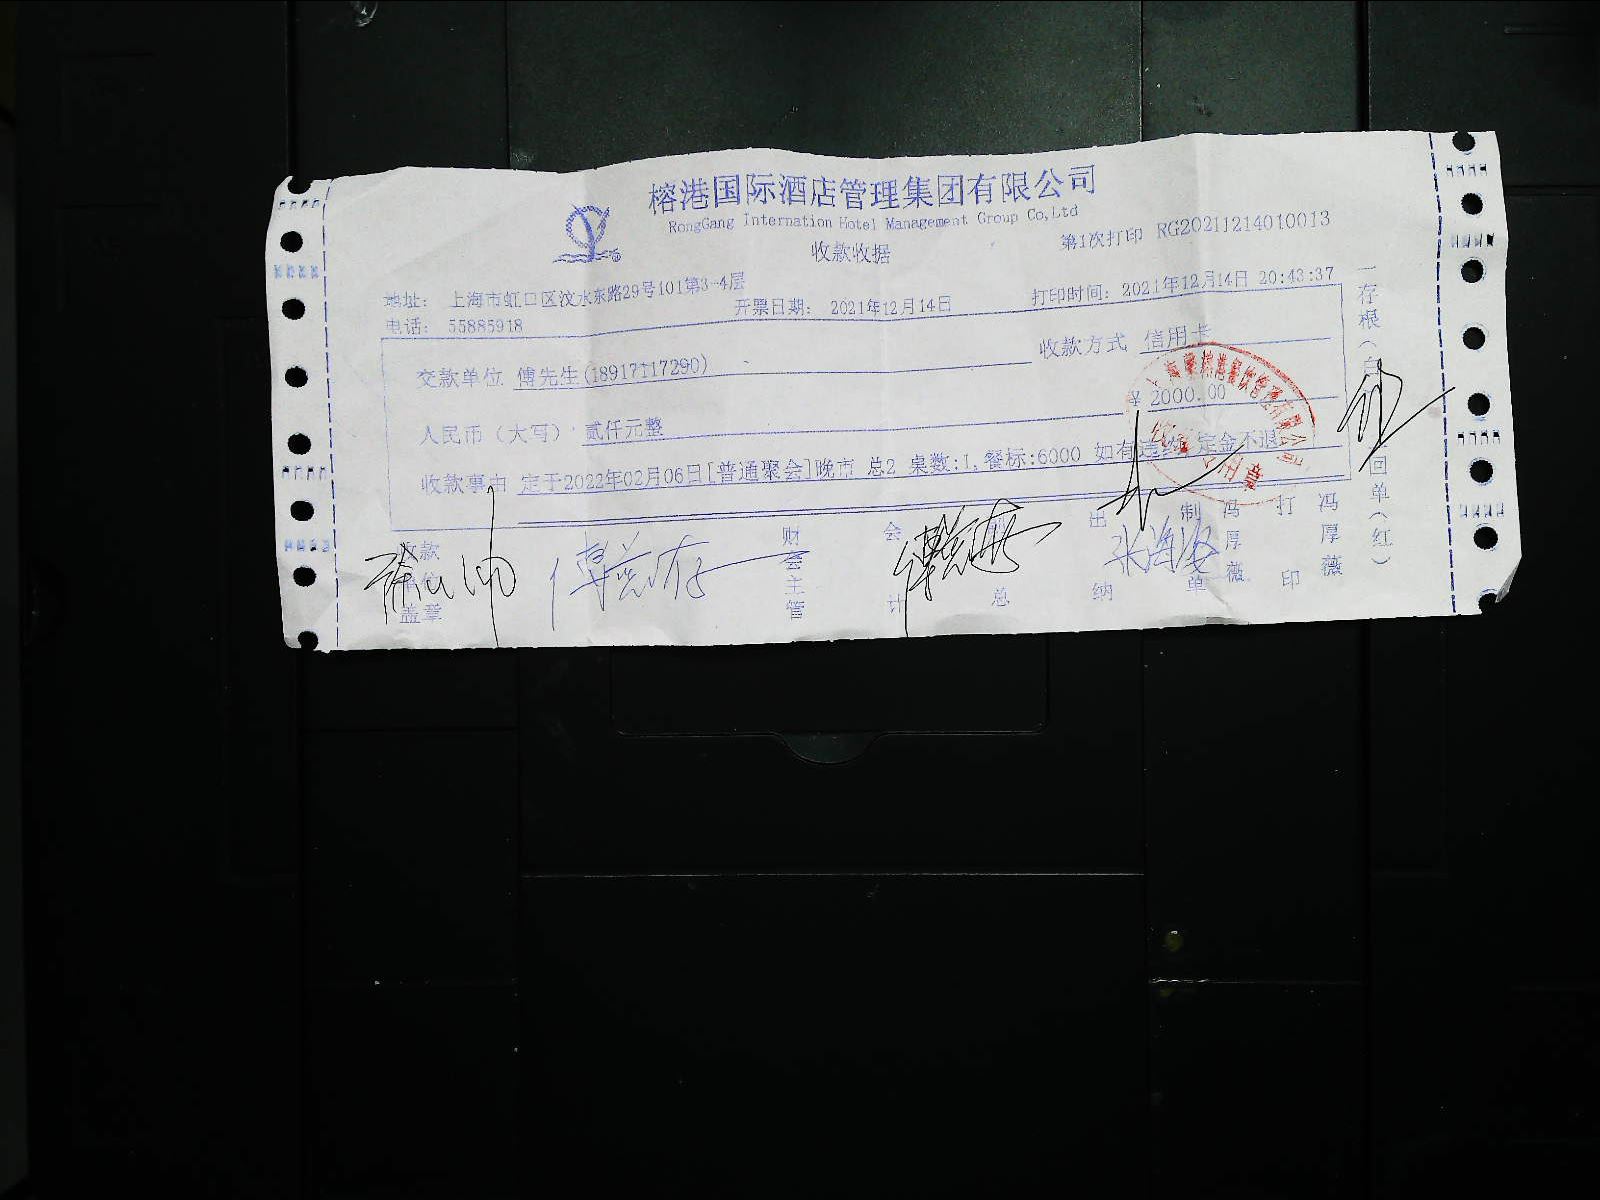 榕港国际酒店管理集团有限公司
RongGang Internation Hotel Management Group Co,Ltd
收款收据
第1次打印 RG20211214010013
地址： 上海市虹口区汶水东路29号101第3-4层
电话： 55885918
开票日期： 2021年12月14日
打印时间：2021年12月14日 20:43:37
交款单位 傅先生(18917117290)
收款方式 信用卡
人民币（大写） 贰仟元整
¥ 2000.00
收款事由 定于2022年02月06日[普通聚会]晚市 总2 桌数:1,餐标:6000 如有违约 定金不退
收款单位盖章
财会主管
会计
出纳
制单
冯厚薇
打印
冯厚薇
一存根（白）
回单（红）